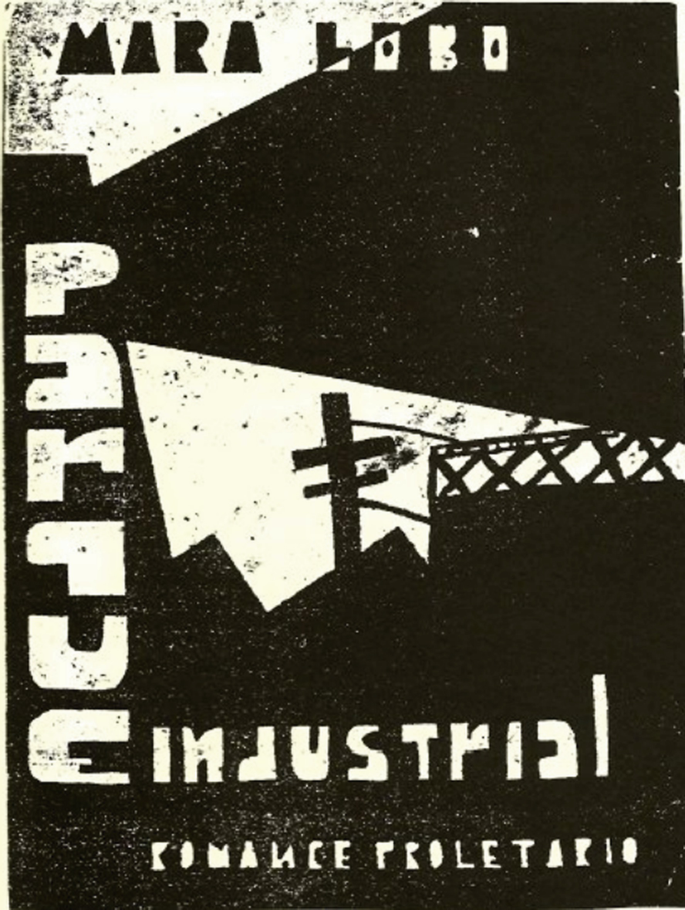 MARA LOBO
Parque
industrial
ROMANCE PROLETARIO